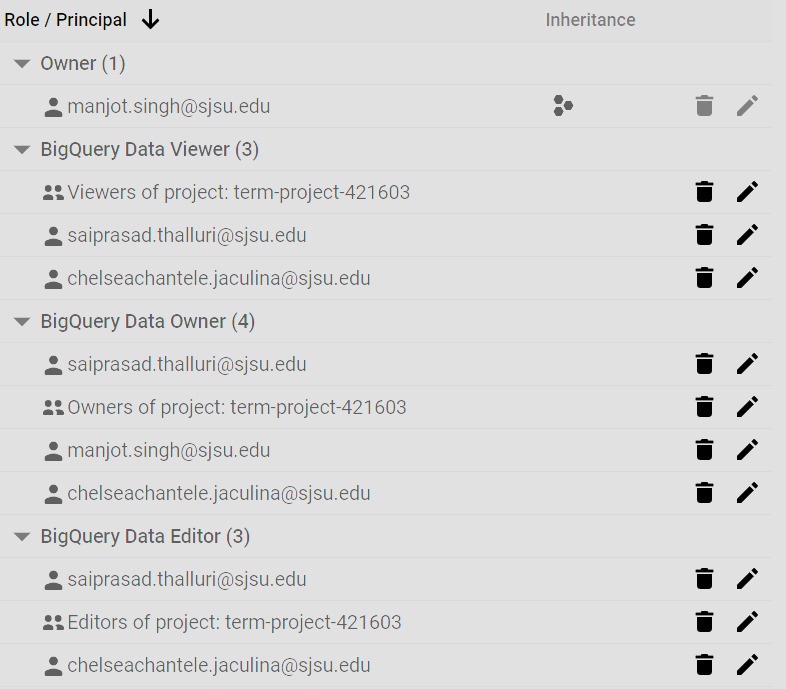 Role / Principal Inheritance
Owner (1)
manjot.singh@sjsu.edu
BigQuery Data Viewer (3)
Viewers of project: term-project-421603
saiprasad.thalluri@sjsu.edu
chelseachantele.jaculina@sjsu.edu
BigQuery Data Owner (4)
saiprasad.thalluri@sjsu.edu
Owners of project: term-project-421603
manjot.singh@sjsu.edu
chelseachantele.jaculina@sjsu.edu
BigQuery Data Editor (3)
saiprasad.thalluri@sjsu.edu
Editors of project: term-project-421603
chelseachantele.jaculina@sjsu.edu